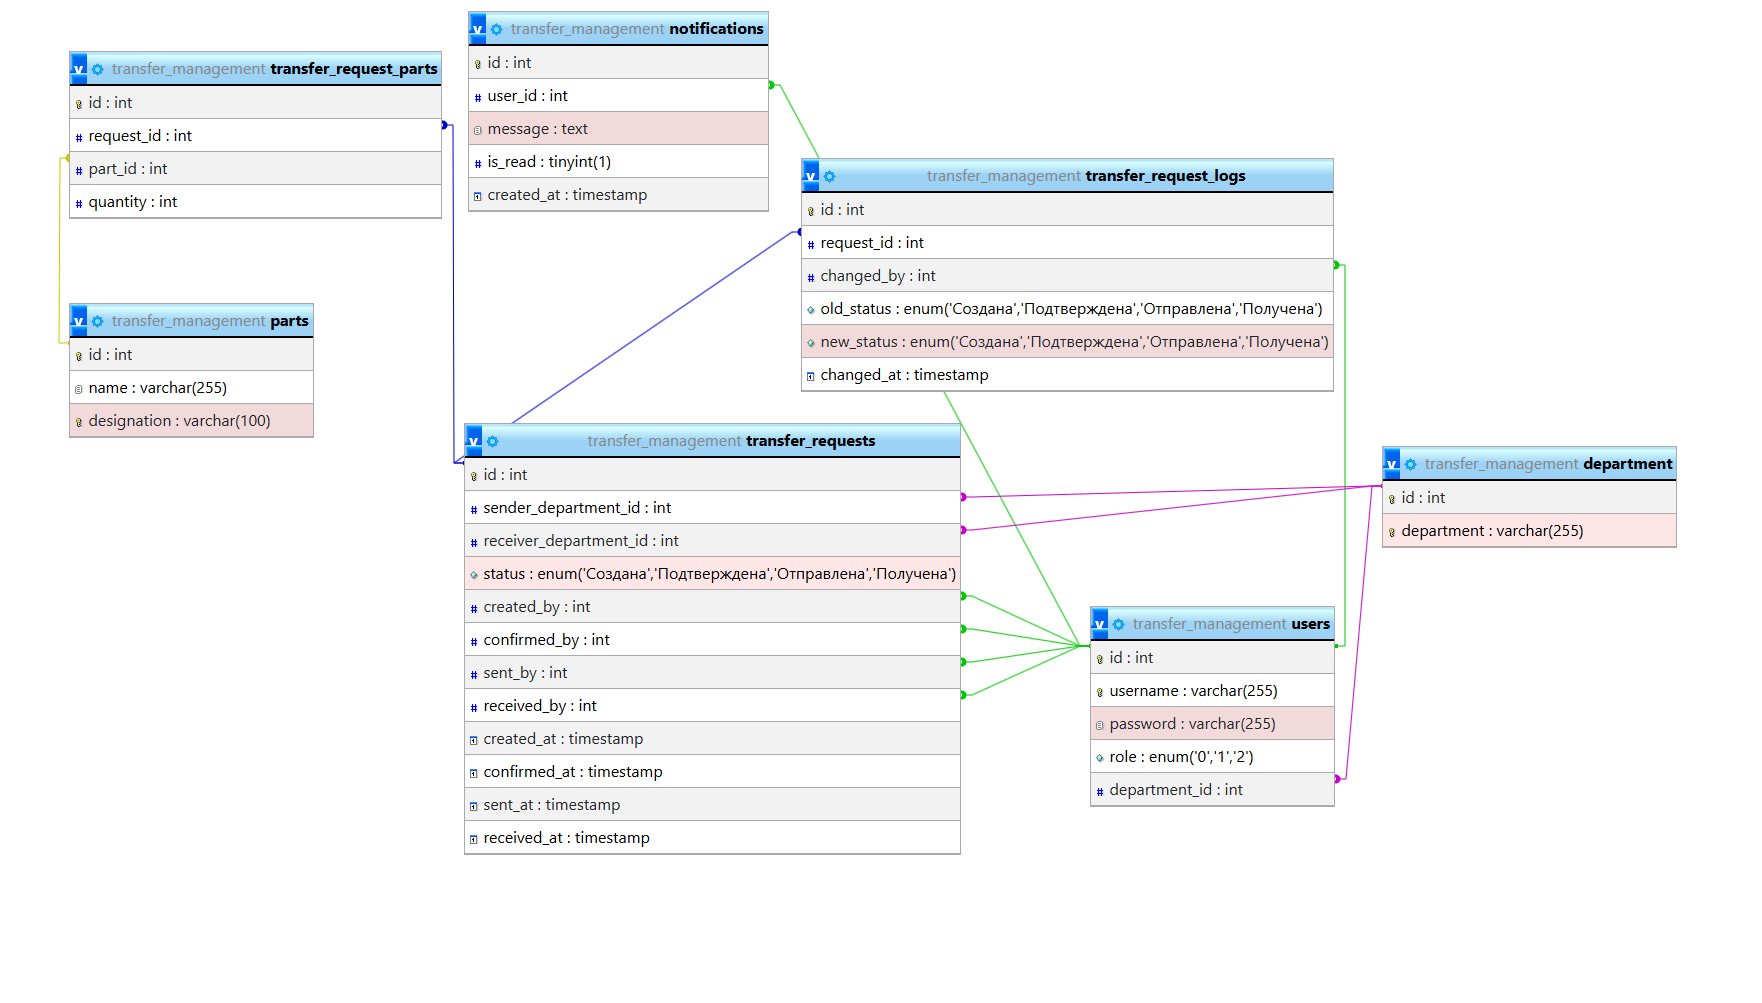 transfer_management transfer_request_parts
id : int
request_id : int
part_id : int
quantity : int
transfer_management notifications
id : int
user_id : int
message : text
is_read : tinyint(1)
created_at : timestamp
transfer_management transfer_request_logs
id : int
request_id : int
changed_by : int
old_status : enum('Создана','Подтверждена','Отправлена','Получена')
new_status : enum('Создана','Подтверждена','Отправлена','Получена')
changed_at : timestamp
transfer_management parts
id : int
name : varchar(255)
designation : varchar(100)
transfer_management transfer_requests
id : int
sender_department_id : int
receiver_department_id : int
status : enum('Создана','Подтверждена','Отправлена','Получена')
created_by : int
confirmed_by : int
sent_by : int
received_by : int
created_at : timestamp
confirmed_at : timestamp
sent_at : timestamp
received_at : timestamp
transfer_management department
id : int
department : varchar(255)
transfer_management users
id : int
username : varchar(255)
password : varchar(255)
role : enum('0','1','2')
department_id : int